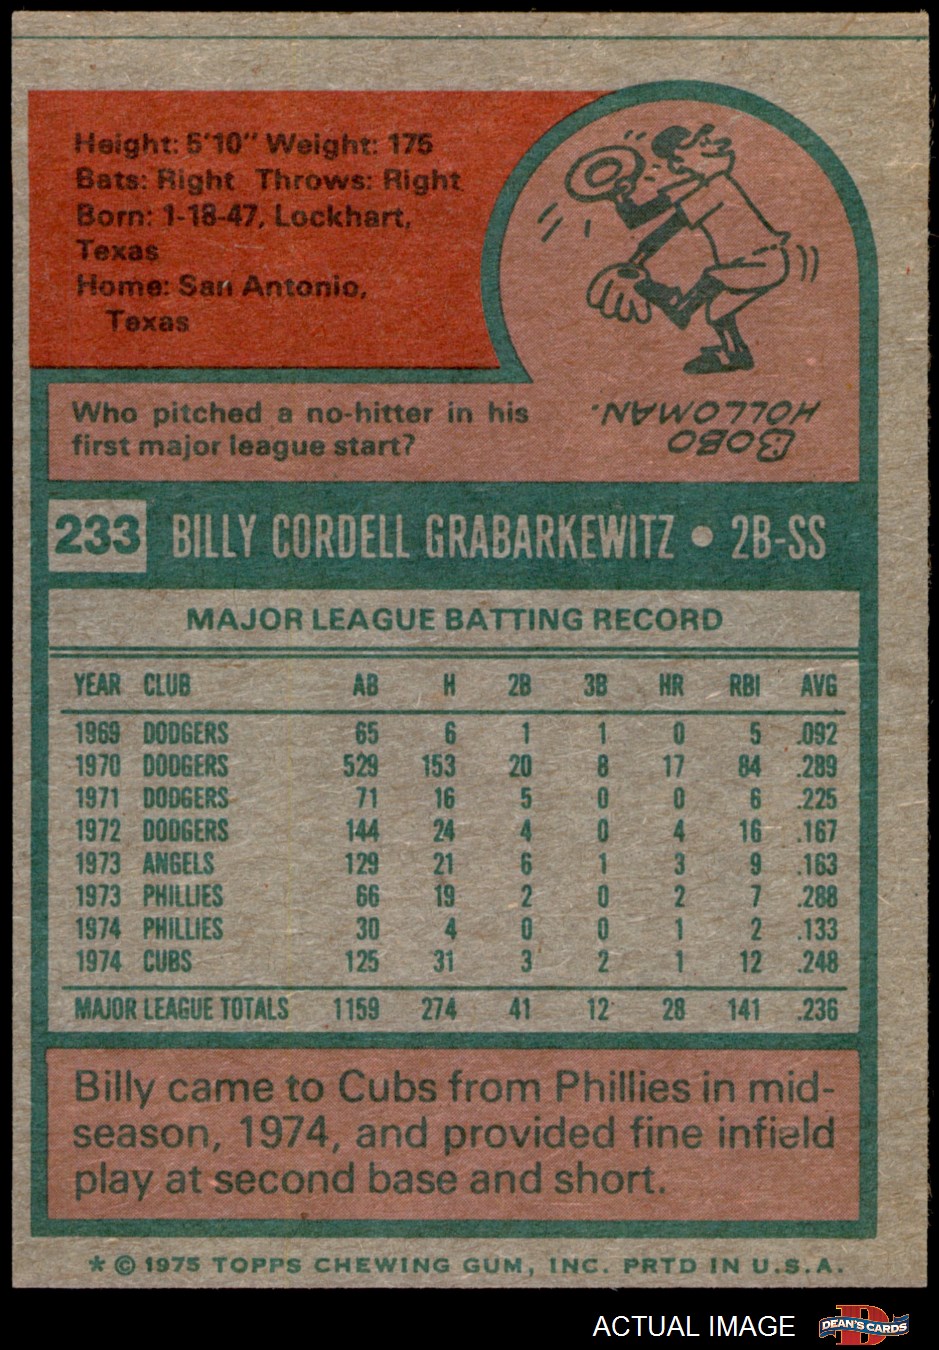 Height: 5'10" Weight: 175
Bats: Right Throws: Right
Born: 1-18-47, Lockhart,
Texas
Home: San Antonio,
Texas
Who pitched a no-hitter in his
first major league start?
BOBO
HOLLOMAN.
233 BILLY CORDELL GRABARKEWITZ • 2B-SS
MAJOR LEAGUE BATTING RECORD
YEAR CLUB AB H 2B 3B HR RBI AVG
1969 DODGERS 65 6 1 1 0 5 .092
1970 DODGERS 529 153 20 8 17 84 .289
1971 DODGERS 71 16 5 0 0 6 .225
1972 DODGERS 144 24 4 0 4 16 .167
1973 ANGELS 129 21 6 1 3 9 .163
1973 PHILLIES 66 19 2 0 2 7 .288
1974 PHILLIES 30 4 0 0 1 2 .133
1974 CUBS 125 31 3 2 1 12 .248
MAJOR LEAGUE TOTALS 1159 274 41 12 28 141 .236
Billy came to Cubs from Phillies in mid-
season, 1974, and provided fine infield
play at second base and short.
* © 1975 TOPPS CHEWING GUM, INC. PRTD IN U.S.A.
ACTUAL IMAGE
D
DEAN'S CARDS